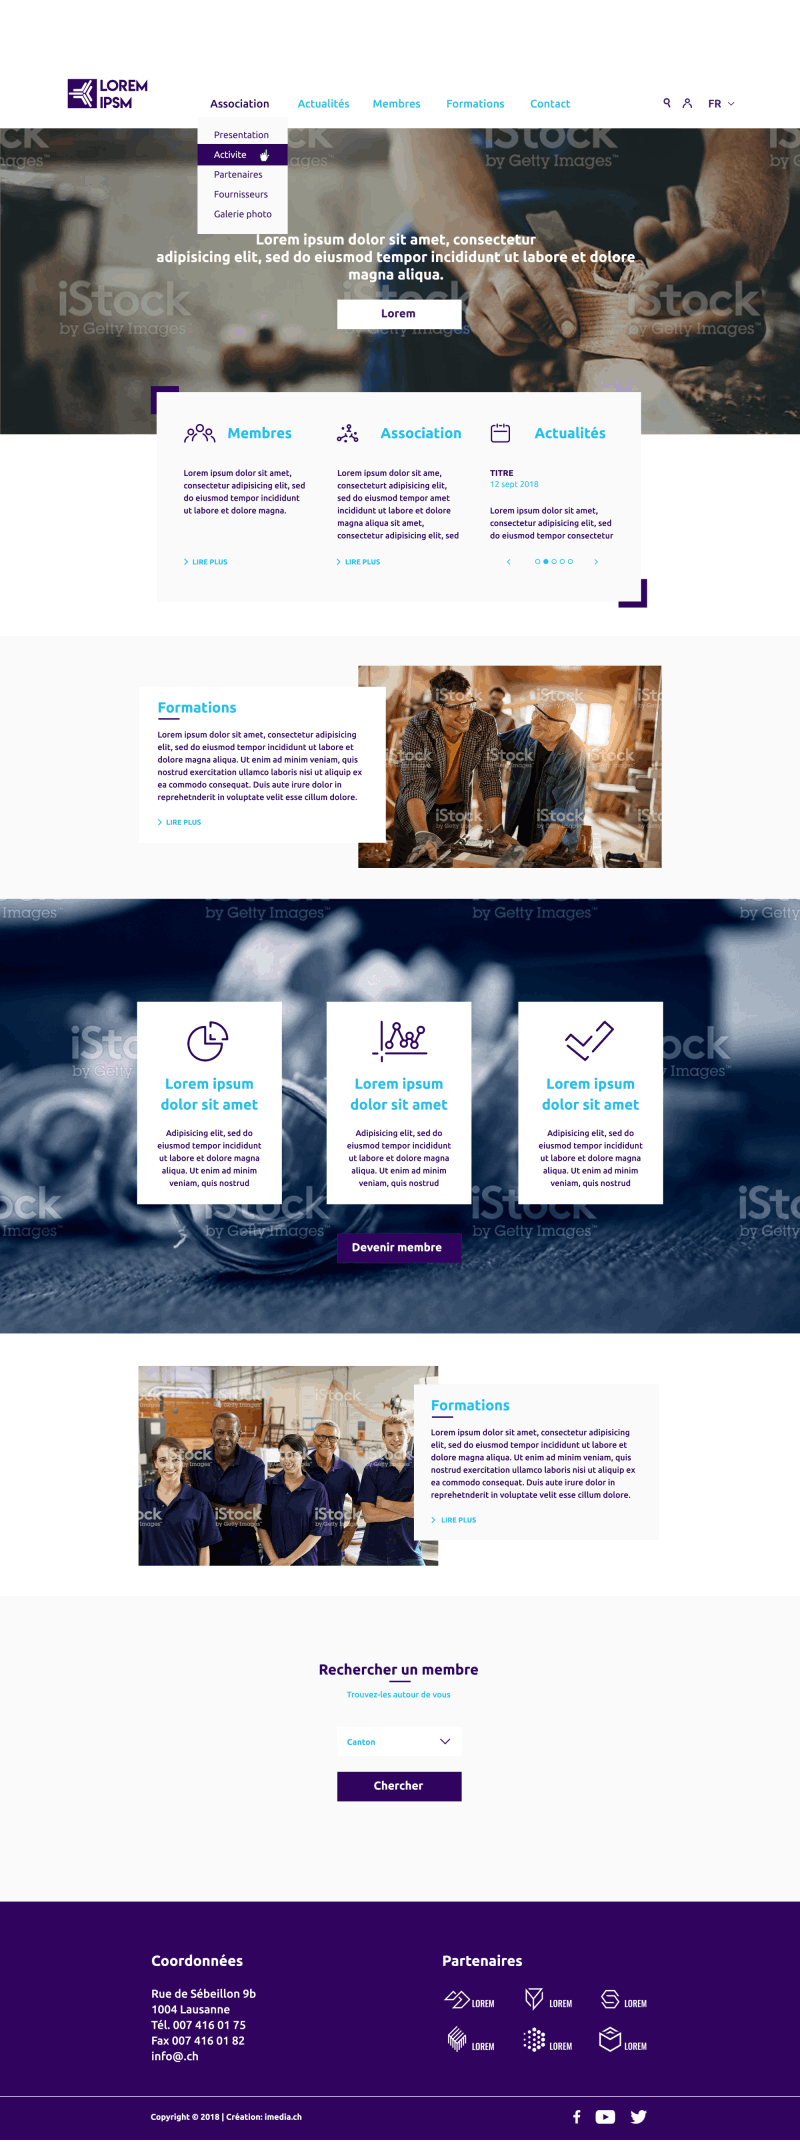 LOREM
IPSM
Association
Actualités
Membres
Formations
Contact
FR
Presentation
Activite
Partenaires
Fournisseurs
Galerie photo
iStock
by Getty Images™
Lorem ipsum dolor sit amet, consectetur
adipisicing elit, sed do eiusmod tempor incididunt ut labore et dolore
magna aliqua.
Lorem
Membres
Lorem ipsum dolor sit amet,
consectetur adipisicing elit, sed
do eiusmod tempor incididunt
ut labore et dolore magna.
LIRE PLUS
Association
Lorem ipsum dolor sit ame,
consecteturt adipisicing elit,
sed do eiusmod tempor amet
incididunt ut labore et dolore
magna aliqua sit amet,
consectetur adipisicing elit, sed
LIRE PLUS
Actualités
TITRE
12 sept 2018
Lorem ipsum dolor sit amet,
consectetur adipisicing elit, sed
do eiusmod tempor consectetur
Formations
Lorem ipsum dolor sit amet, consectetur adipisicing
elit, sed do eiusmod tempor incididunt ut labore et
dolore magna aliqua. Ut enim ad minim veniam, quis
nostrud exercitation ullamco laboris nisi ut aliquip ex
ea commodo consequat. Duis aute irure dolor in
reprehetnderit in voluptate velit esse cillum dolore.
LIRE PLUS
Lorem ipsum
dolor sit amet
Adipisicing elit, sed do
eiusmod tempor incididunt
ut labore et dolore magna
aliqua. Ut enim ad minim
veniam, quis nostrud
Lorem ipsum
dolor sit amet
Adipisicing elit, sed do
eiusmod tempor incididunt
ut labore et dolore magna
aliqua. Ut enim ad minim
veniam, quis nostrud
Lorem ipsum
dolor sit amet
Adipisicing elit, sed do
eiusmod tempor incididunt
ut labore et dolore magna
aliqua. Ut enim ad minim
veniam, quis nostrud
Devenir membre
Formations
Lorem ipsum dolor sit amet, consectetur adipisicing
elit, sed do eiusmod tempor incididunt ut labore et
dolore magna aliqua. Ut enim ad minim veniam, quis
nostrud exercitation ullamco laboris nisi ut aliquip ex
ea commodo consequat. Duis aute irure dolor in
reprehetnderit in voluptate velit esse cillum dolore.
LIRE PLUS
Rechercher un membre
Trouvez-les autour de vous
Canton
Chercher
Coordonnées
Rue de Sébeillon 9b
1004 Lausanne
Tél. 007 416 01 75
Fax 007 416 01 82
info@.ch
Partenaires
LOREM
LOREM
LOREM
LOREM
LOREM
LOREM
Copyright © 2018 | Création: imedia.ch